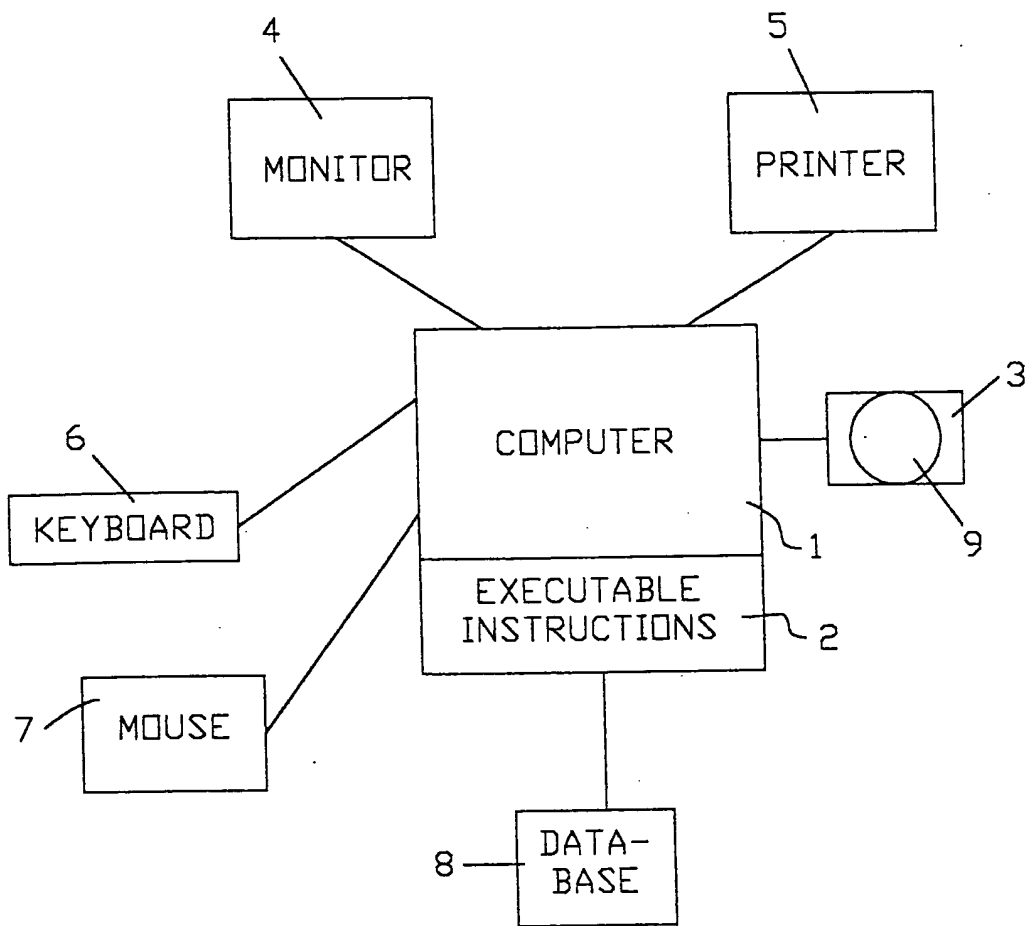 4
5
MONITOR
PRINTER
3
COMPUTER
6
KEYBOARD
9
1
EXECUTABLE
INSTRUCTIONS
2
7
MOUSE
8
DATA-
BASE